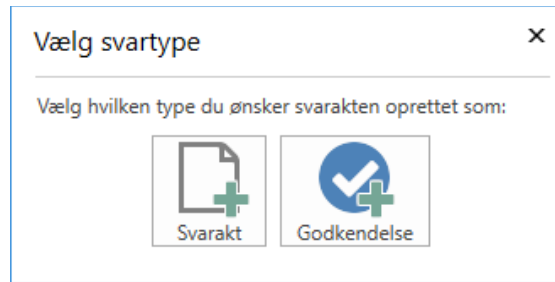 Vælg svartype
Vælg hvilken type du ønsker svarakten oprettet som:
Svarakt
Godkendelse